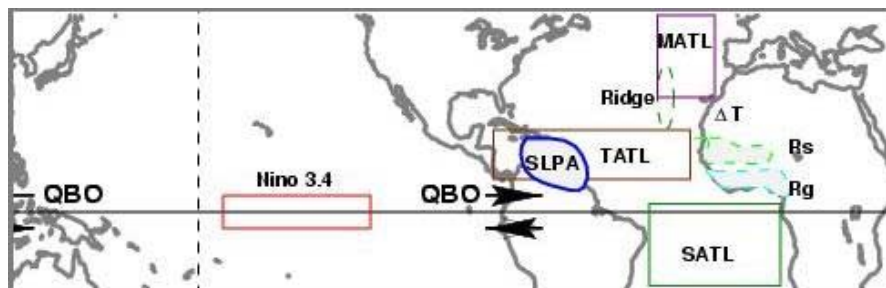 MATL
Ridge
ΔT
SLPA
TATL
Rs
Nino 3.4
QBO
QBO
Rg
SATL